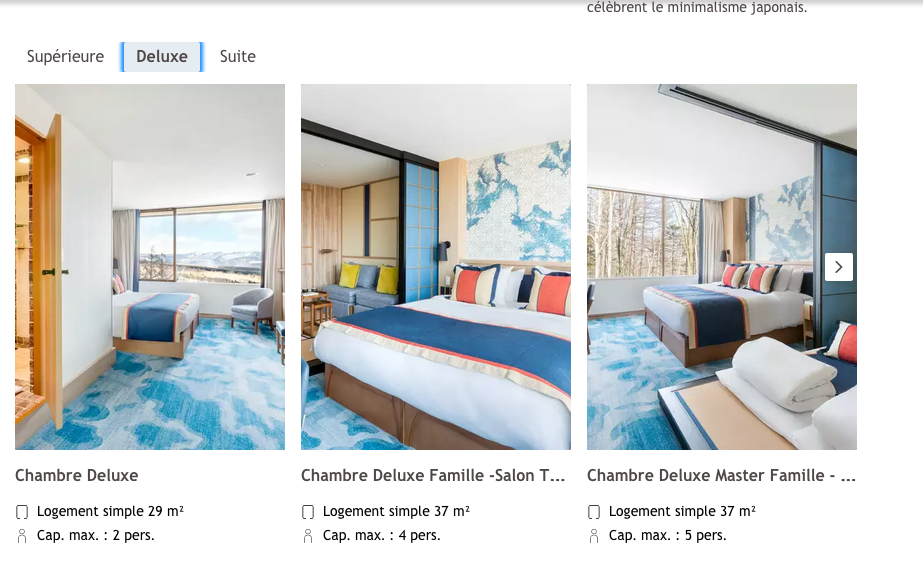 célèbrent le minimalisme japonais.
Supérieure
Deluxe
Suite
Chambre Deluxe
Logement simple 29 m²
Cap. max. : 2 pers.
Chambre Deluxe Famille -Salon T...
Logement simple 37 m²
Cap. max. : 4 pers.
Chambre Deluxe Master Famille - ...
Logement simple 37 m²
Cap. max. : 5 pers.